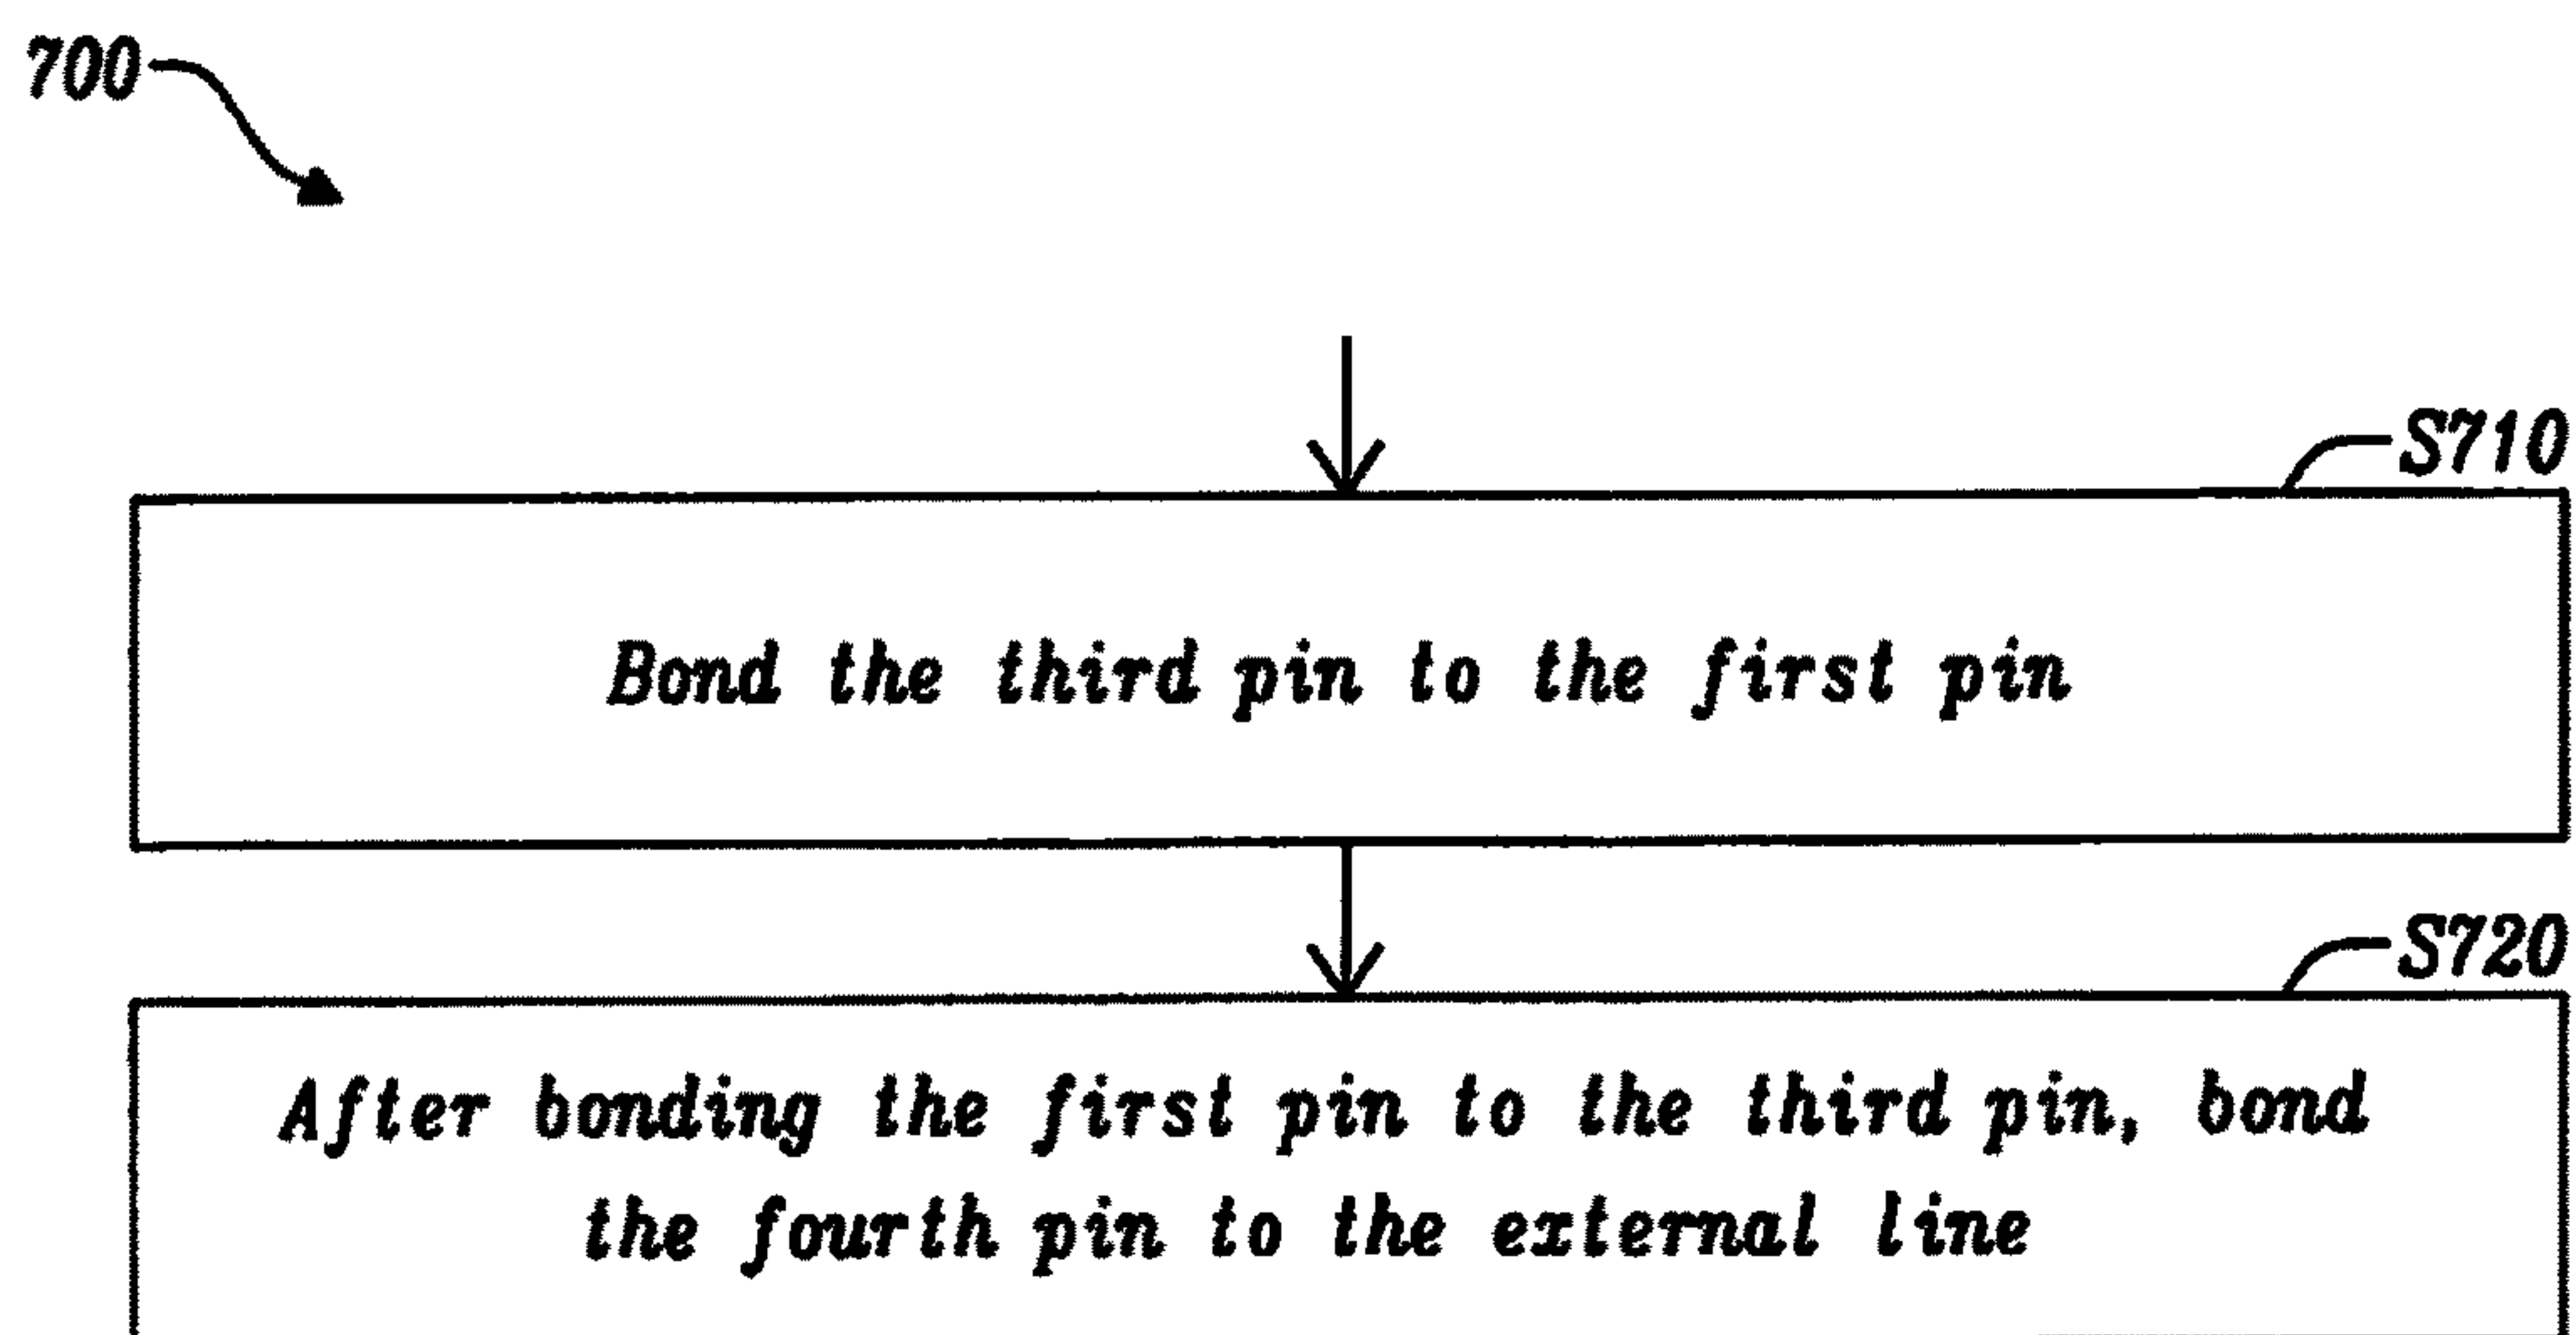 700
S710
Bond the third pin to the first pin
S720
After bonding the first pin to the third pin, bond
the fourth pin to the external line